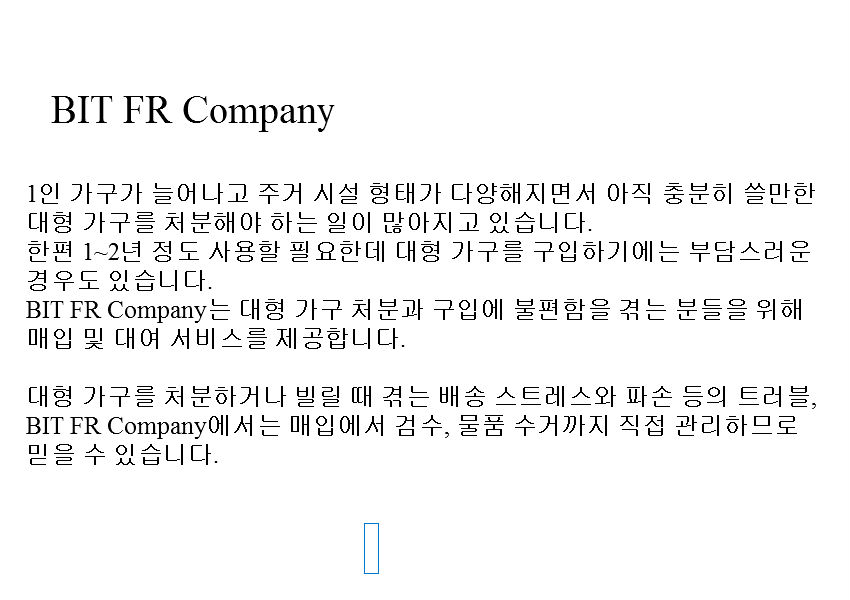 BIT FR Company
1인 가구가 늘어나고 주거 시설 형태가 다양해지면서 아직 충분히 쓸만한
대형 가구를 처분해야 하는 일이 많아지고 있습니다.
한편 1~2년 정도 사용할 필요한데 대형 가구를 구입하기에는 부담스러운
경우도 있습니다.
BIT FR Company는 대형 가구 처분과 구입에 불편함을 겪는 분들을 위해
매입 및 대여 서비스를 제공합니다.
대형 가구를 처분하거나 빌릴 때 겪는 배송 스트레스와 파손 등의 트러블,
BIT FR Company에서는 매입에서 검수, 물품 수거까지 직접 관리하므로
믿을 수 있습니다.